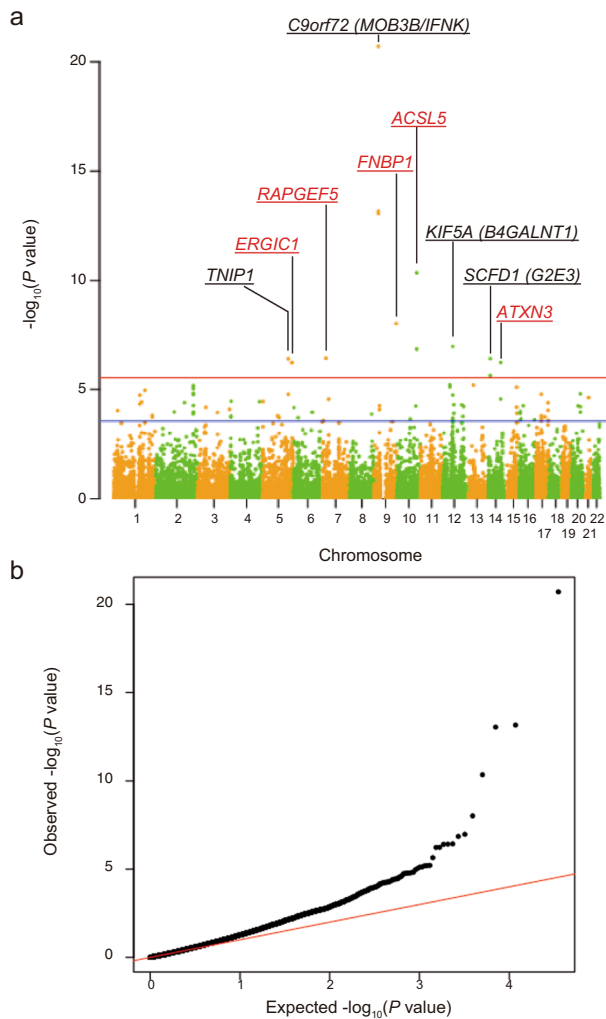 a
C9orf72 (MOB3B/IFNK)
20
ACSL5
15
FNBP1
RAPGEF5
KIF5A (B4GALNT1)
ERGIC1
SCFD1 (G2E3)
TNIP1
ATXN3
10
5
0
-log10(P value)
1 2 3 4 5 6 7 8 9 10 11 12 13 14 15 16 18 20 22
17 19 21
Chromosome
b
20
15
10
5
0
Observed -log10(P value)
0 1 2 3 4
Expected -log10(P value)